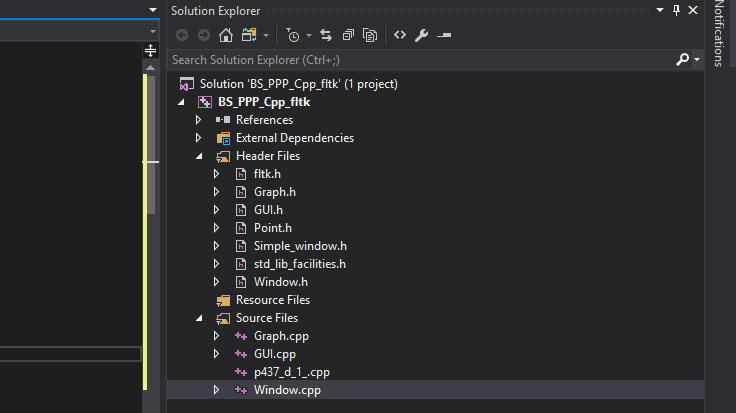 Solution Explorer
Notifications
Search Solution Explorer (Ctrl+;)
Solution 'BS_PPP_Cpp_fltk' (1 project)
BS_PPP_Cpp_fltk
References
External Dependencies
Header Files
fltk.h
Graph.h
GUI.h
Point.h
Simple_window.h
std_lib_facilities.h
Window.h
Resource Files
Source Files
Graph.cpp
GUI.cpp
p437_d_1_.cpp
Window.cpp